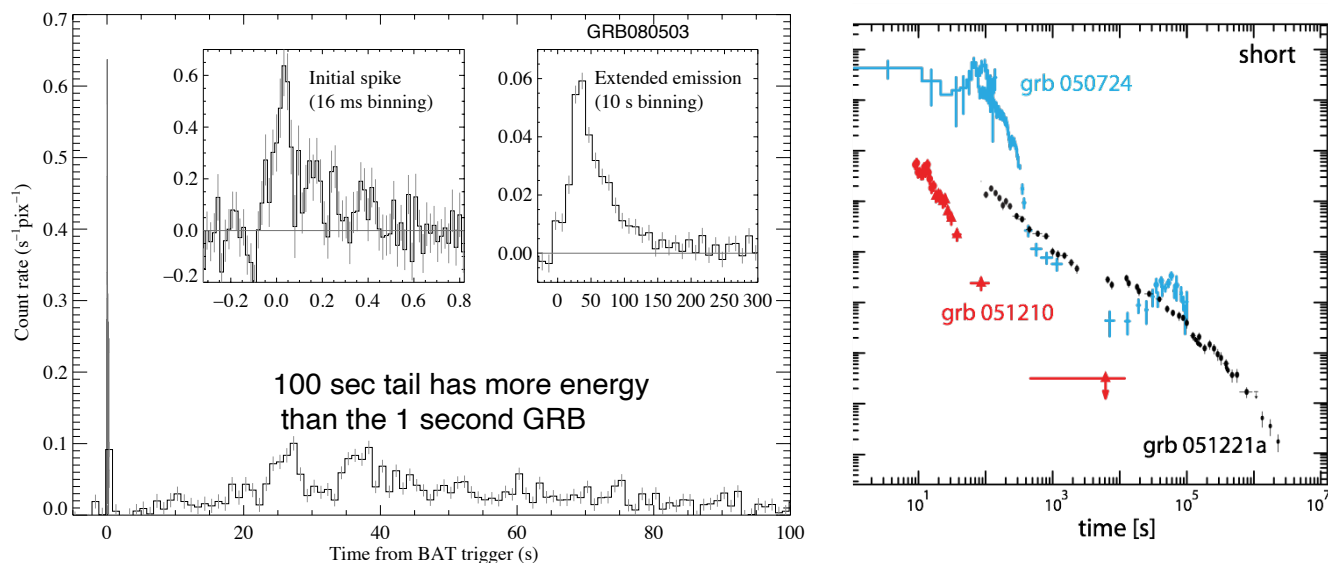 GRB080503
Count rate (s⁻¹pix⁻¹)
0.7
0.6
0.5
0.4
0.3
0.2
0.1
0.0
Initial spike
(16 ms binning)
0.6
0.4
0.2
0.0
−0.2
−0.2 0.0 0.2 0.4 0.6 0.8
Extended emission
(10 s binning)
0.06
0.04
0.02
0.00
0 50 100 150 200 250 300
100 sec tail has more energy
than the 1 second GRB
0 20 40 60 80 100
Time from BAT trigger (s)
short
grb 050724
grb 051210
grb 051221a
10¹ 10³ 10⁵ 10⁷
time [s]